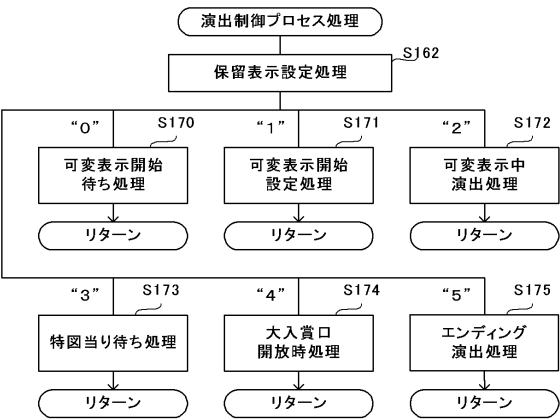 演出制御プロセス処理
S162
保留表示設定処理
“0”
S170
“1”
S171
“2”
S172
可変表示開始
待ち処理
可変表示開始
設定処理
可変表示中
演出処理
リターン
リターン
リターン
“3”
S173
“4”
S174
“5”
S175
特図当り待ち処理
大入賞口
開放時処理
エンディング
演出処理
リターン
リターン
リターン